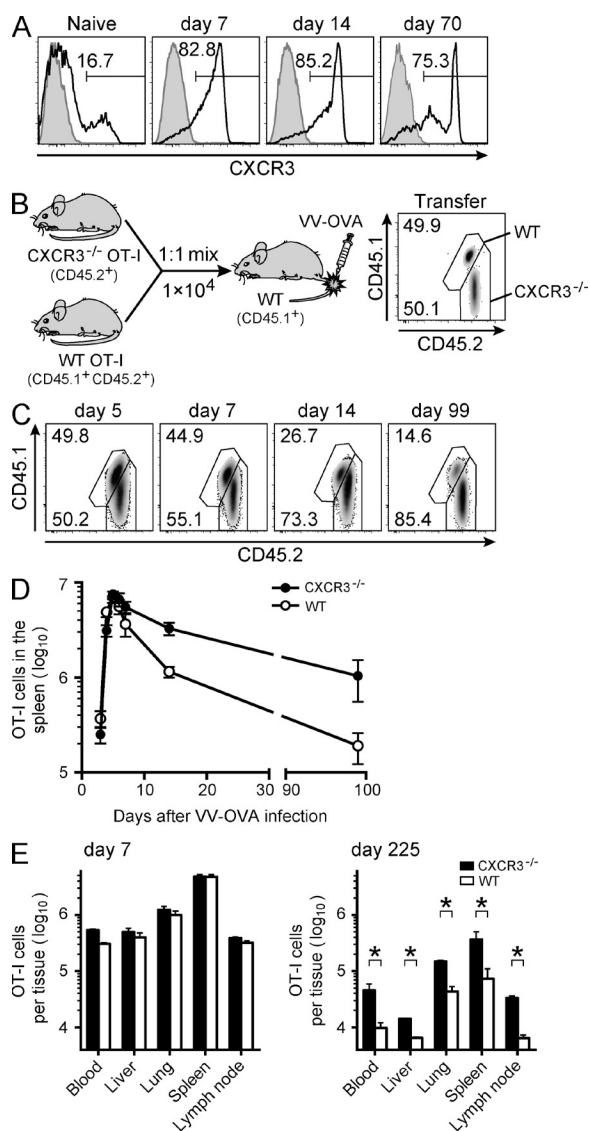 A
Naive day 7 day 14 day 70
16.7 82.8 85.2 75.3
CXCR3
B
CXCR3-/- OT-I
(CD45.2+)
WT OT-I
(CD45.1+CD45.2+)
1:1 mix
1×104
VV-OVA
WT
(CD45.1+)
Transfer
49.9
50.1
CD45.1
CD45.2
WT
CXCR3-/-
C
day 5 day 7 day 14 day 99
49.8 44.9 26.7 14.6
50.2 55.1 73.3 85.4
CD45.1
CD45.2
D
CXCR3-/-
WT
OT-I cells in the
spleen (log10)
7
6
5
0 10 20 30 90 100
Days after VV-OVA infection
E
day 7
OT-I cells
per tissue (log10)
6
5
4
Blood Liver Lung Spleen Lymph node
day 225
CXCR3-/-
WT
OT-I cells
per tissue (log10)
6
5
4
* * * * *
Blood Liver Lung Spleen Lymph node